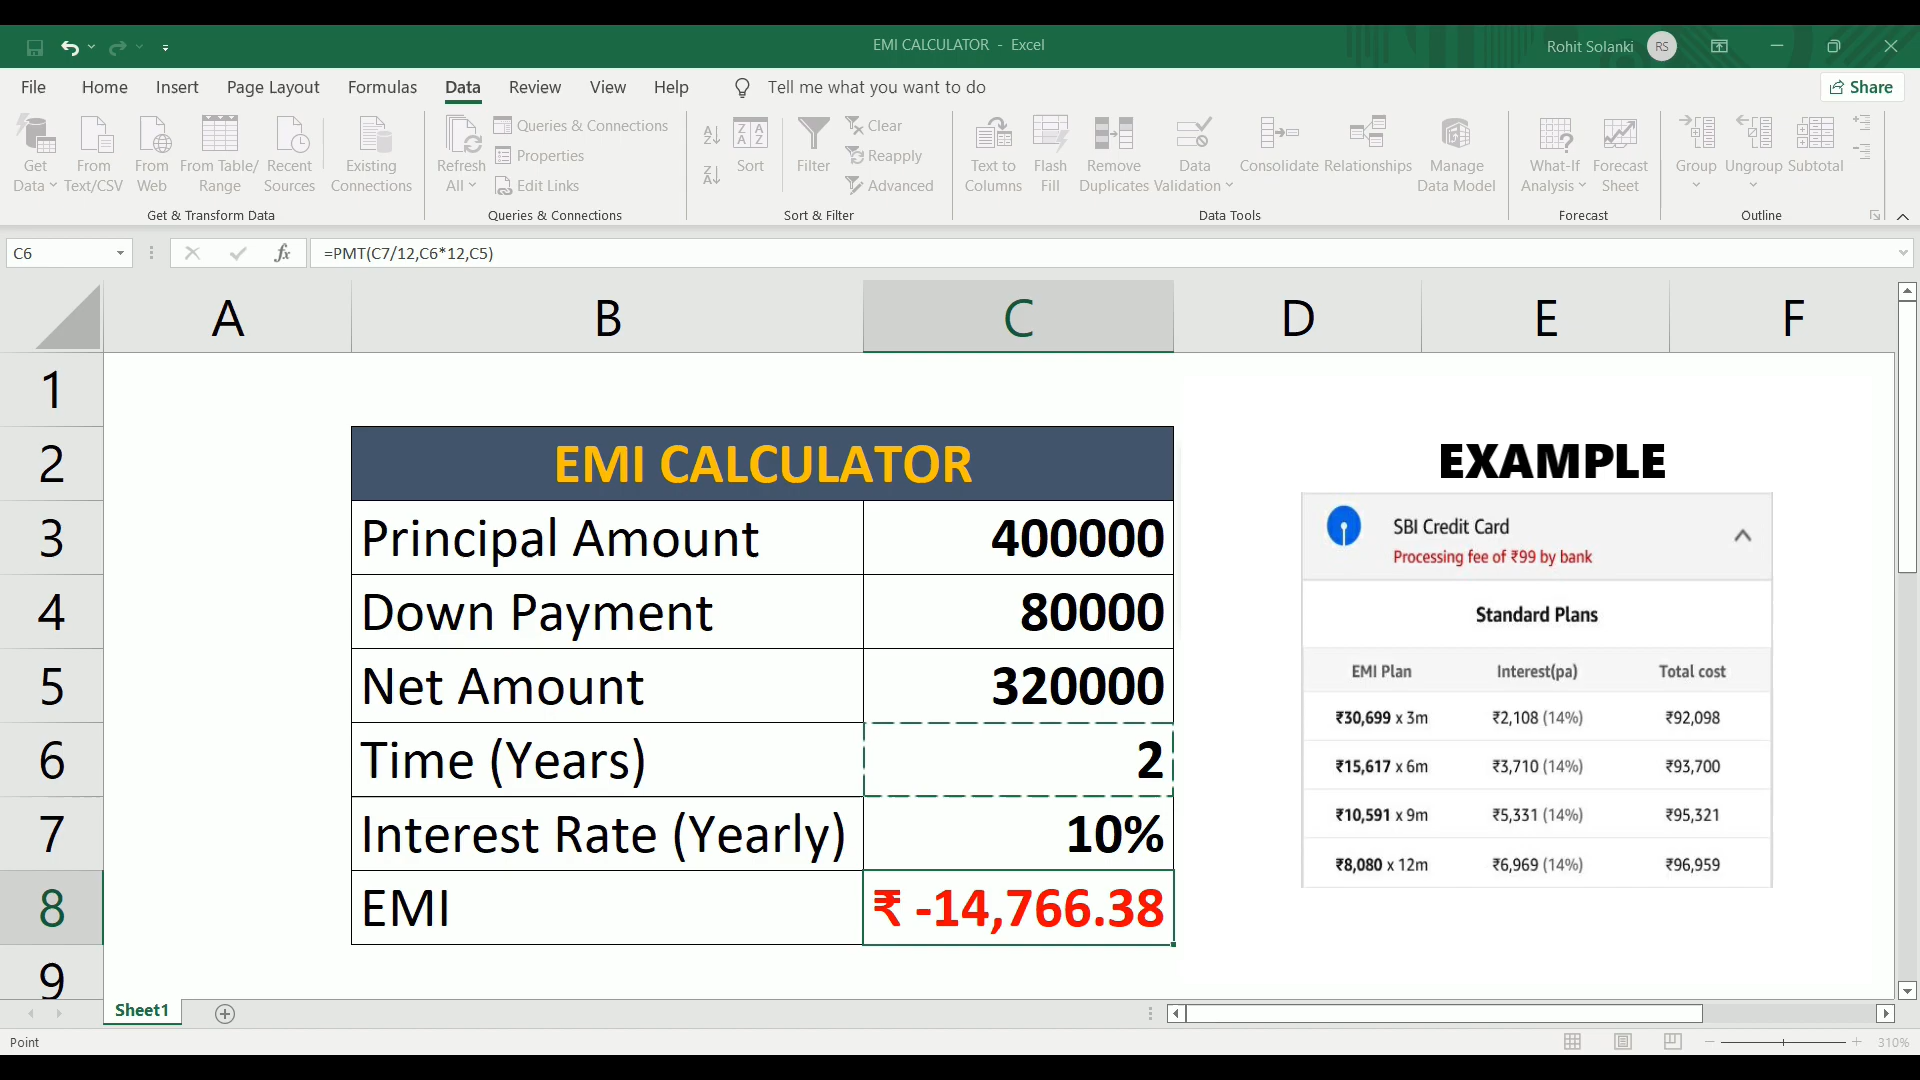 EMI CALCULATOR - Excel
Rohit Solanki RS
File Home Insert Page Layout Formulas Data Review View Help Tell me what you want to do Share
Get Data
From Text/CSV
From Web
From Table/ Range
Recent Sources
Existing Connections
Get & Transform Data
Refresh All
Queries & Connections
Properties
Edit Links
Queries & Connections
Sort
Filter
Clear
Reapply
Advanced
Sort & Filter
Text to Columns
Flash Fill
Remove Duplicates
Data Validation
Consolidate
Relationships
Manage Data Model
Data Tools
What-If Analysis
Forecast Sheet
Forecast
Group
Ungroup
Subtotal
Outline
C6 fx =PMT(C7/12,C6*12,C5)
A B C D E F
1
2 EMI CALCULATOR
3 Principal Amount 400000
4 Down Payment 80000
5 Net Amount 320000
6 Time (Years) 2
7 Interest Rate (Yearly) 10%
8 EMI ₹ -14,766.38
9
EXAMPLE
SBI Credit Card
Processing fee of ₹99 by bank
Standard Plans
EMI Plan Interest(pa) Total cost
₹30,699 x 3m ₹2,108 (14%) ₹92,098
₹15,617 x 6m ₹3,710 (14%) ₹93,700
₹10,591 x 9m ₹5,331 (14%) ₹95,321
₹8,080 x 12m ₹6,969 (14%) ₹96,959
Sheet1
Point
310%